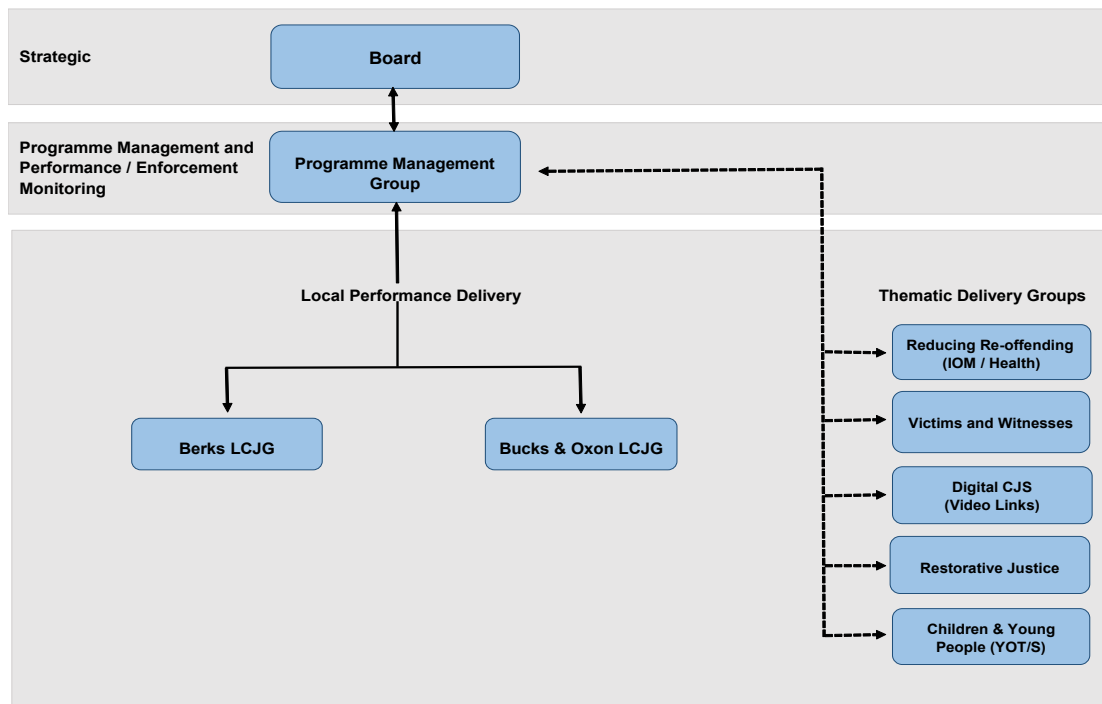 Strategic
Board
Programme Management and
Performance / Enforcement
Monitoring
Programme Management
Group
Local Performance Delivery
Thematic Delivery Groups
Reducing Re-offending
(IOM / Health)
Victims and Witnesses
Berks LCJG
Bucks & Oxon LCJG
Digital CJS
(Video Links)
Restorative Justice
Children & Young
People (YOT/S)